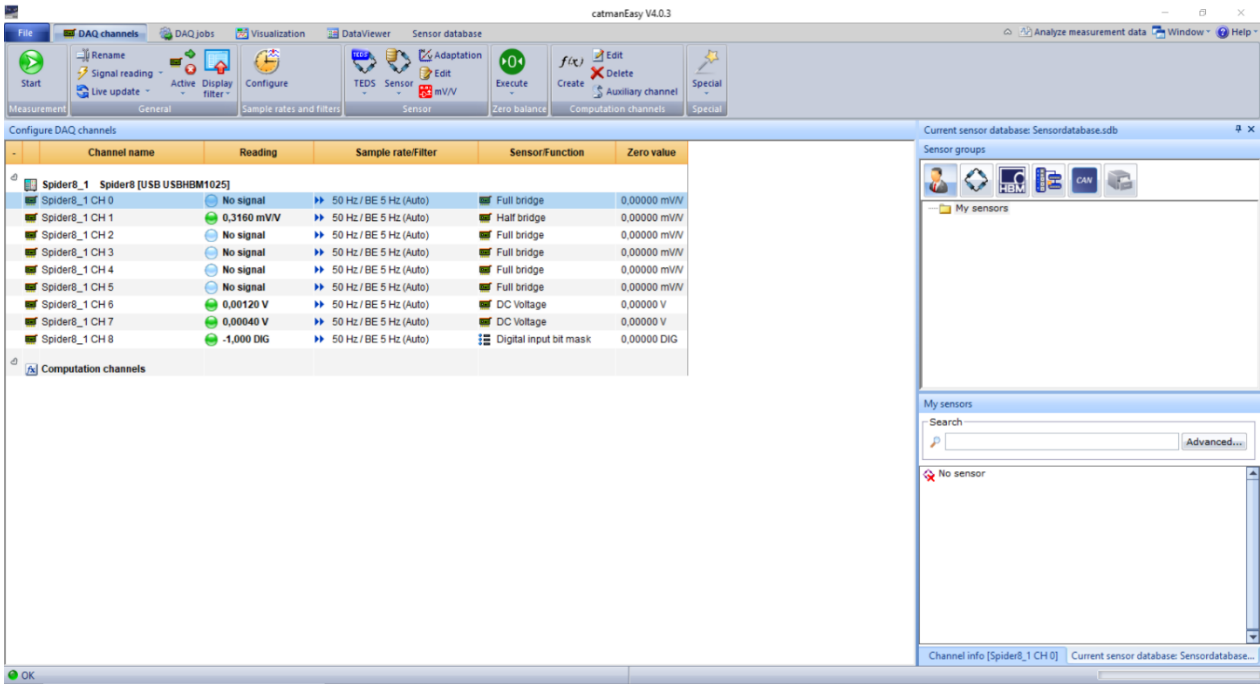 catmanEasy V4.0.3
File DAQ channels DAQ jobs Visualization DataViewer Sensor database Analyze measurement data Window Help
Start
Measurement
Rename
Signal reading
Live update
Active
Display filter
General
Configure
Sample rates and filters
TEDS
TEDS
Sensor
Adaptation
Edit
mV/V
Sensor
Execute
Zero balance
f(x)
Create
Edit
Delete
Auxiliary channel
Computation channels
Special
Special
Configure DAQ channels
- Channel name Reading Sample rate/Filter Sensor/Function Zero value
Spider8_1 Spider8 [USB USBHBM1025]
Spider8_1 CH 0 No signal 50 Hz / BE 5 Hz (Auto) Full bridge 0,00000 mV/V
Spider8_1 CH 1 0,3160 mV/V 50 Hz / BE 5 Hz (Auto) Half bridge 0,00000 mV/V
Spider8_1 CH 2 No signal 50 Hz / BE 5 Hz (Auto) Full bridge 0,00000 mV/V
Spider8_1 CH 3 No signal 50 Hz / BE 5 Hz (Auto) Full bridge 0,00000 mV/V
Spider8_1 CH 4 No signal 50 Hz / BE 5 Hz (Auto) Full bridge 0,00000 mV/V
Spider8_1 CH 5 No signal 50 Hz / BE 5 Hz (Auto) Full bridge 0,00000 mV/V
Spider8_1 CH 6 0,00120 V 50 Hz / BE 5 Hz (Auto) DC Voltage 0,00000 V
Spider8_1 CH 7 0,00040 V 50 Hz / BE 5 Hz (Auto) DC Voltage 0,00000 V
Spider8_1 CH 8 -1,000 DIG 50 Hz / BE 5 Hz (Auto) Digital input bit mask 0,00000 DIG
fx Computation channels
Current sensor database: Sensordatabase.sdb
Sensor groups
HBM
CAN
My sensors
My sensors
Search
Advanced...
No sensor
Channel info [Spider8_1 CH 0] Current sensor database: Sensordatabase...
OK